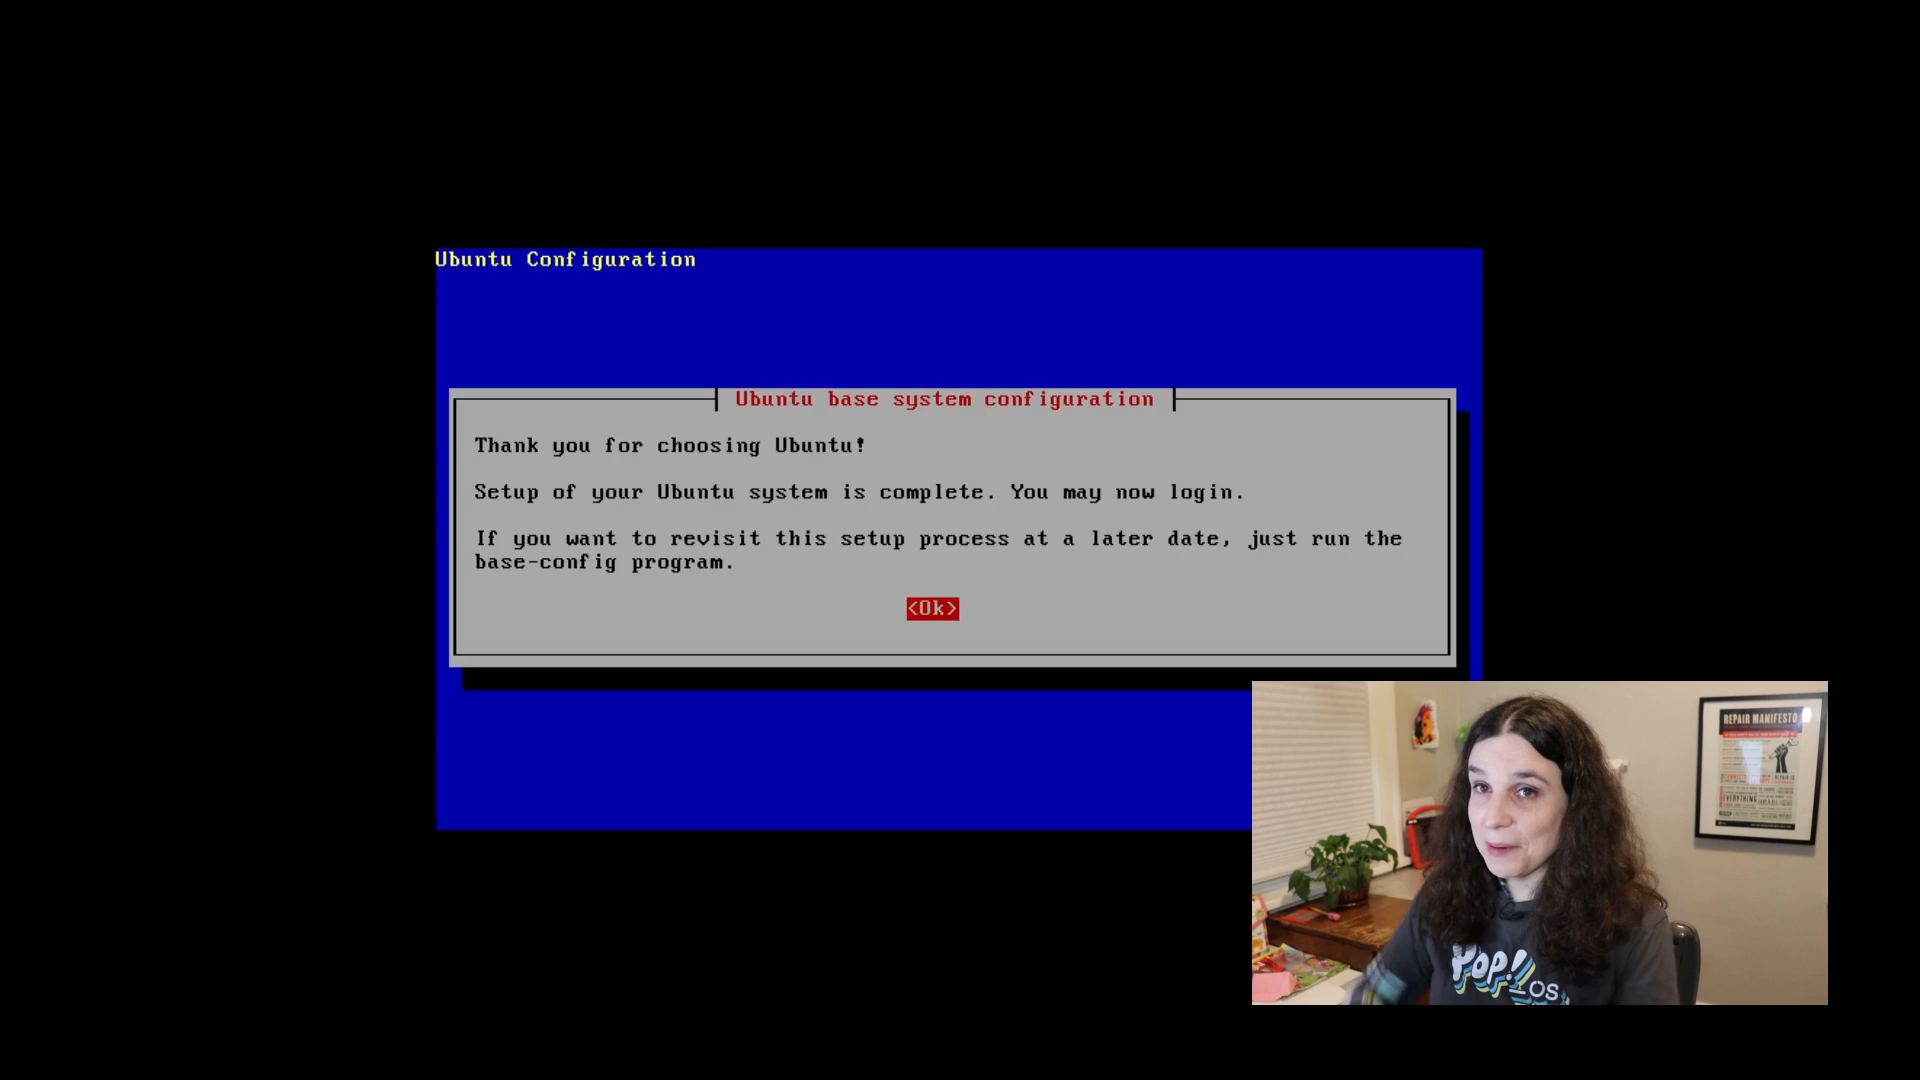 Ubuntu Configuration
Ubuntu base system configuration
Thank you for choosing Ubuntu!
Setup of your Ubuntu system is complete. You may now login.
If you want to revisit this setup process at a later date, just run the
base-config program.
<Ok>
REPAIR MANIFESTO
EVERYTHING
Pop!_OS